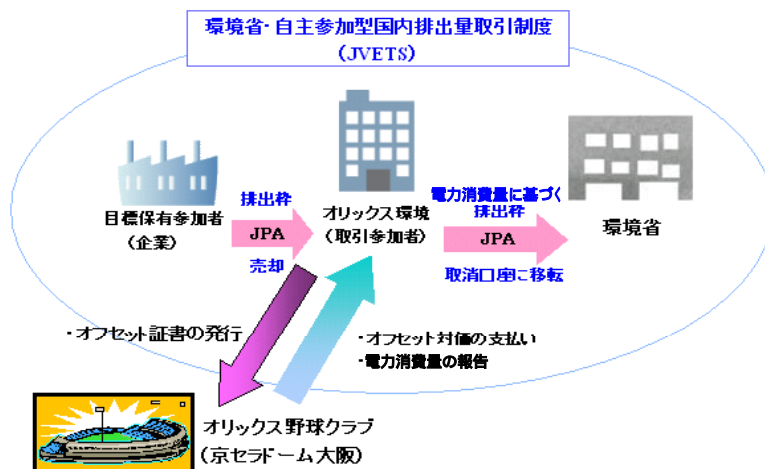 環境省・自主参加型国内排出量取引制度
(JVETS)
目標保有参加者
(企業)
排出枠
JPA
売却
オリックス環境
(取引参加者)
電力消費量に基づく
排出枠
JPA
取消口座に移転
環境省
・オフセット証書の発行
・オフセット対価の支払い
・電力消費量の報告
オリックス野球クラブ
(京セラドーム大阪)